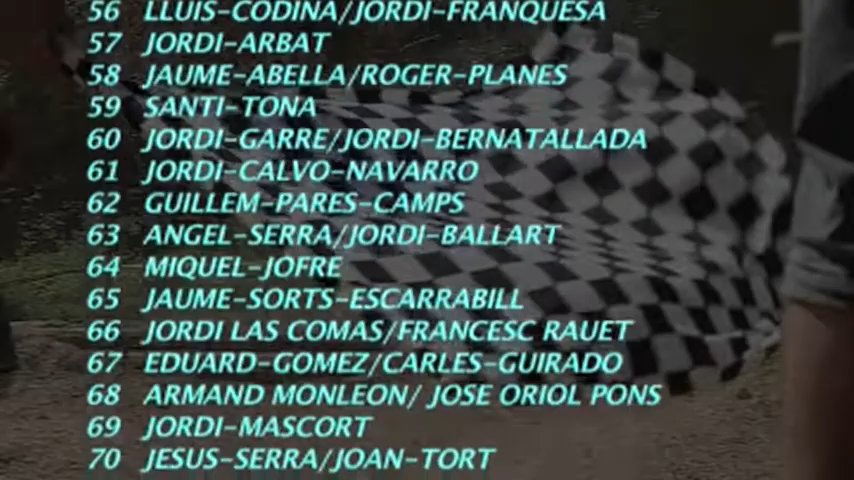 56 LLUIS-CODINA/JORDI-FRANQUESA
57 JORDI-ARBAT
58 JAUME-ABELLA/ROGER-PLANES
59 SANTI-TONA
60 JORDI-GARRE/JORDI-BERNATALLADA
61 JORDI-CALVO-NAVARRO
62 GUILLEM-PARES-CAMPS
63 ANGEL-SERRA/JORDI-BALLART
64 MIQUEL-JOFRE
65 JAUME-SORTS-ESCARRABILL
66 JORDI LAS COMAS/FRANCESC RAUET
67 EDUARD-GOMEZ/CARLES-GUIRADO
68 ARMAND MONLEON/ JOSE ORIOL PONS
69 JORDI-MASCORT
70 JESUS-SERRA/JOAN-TORT